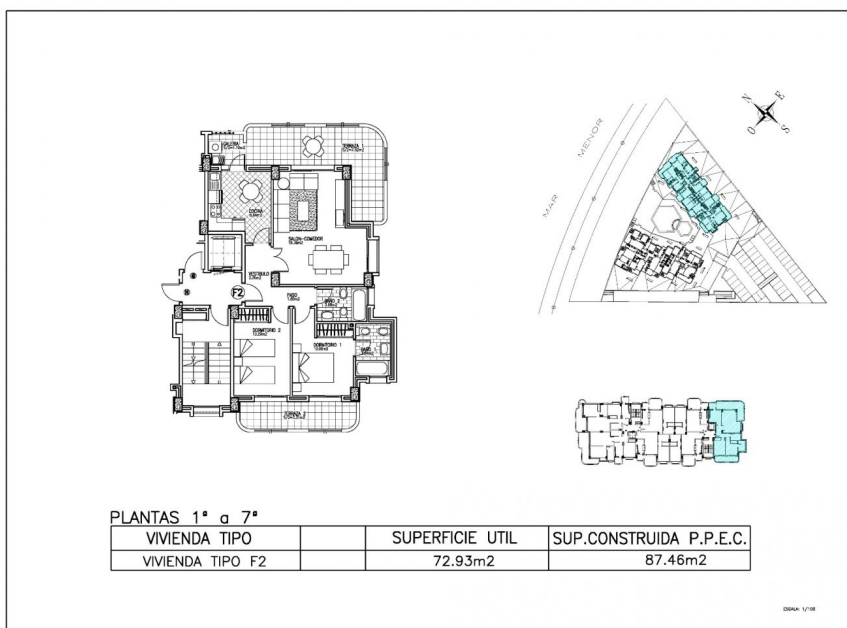 GALERIA
TERRAZA
COCINA
SALON-COMEDOR
VESTIBULO
F2
PASO
BAÑO 2
DORMITORIO 2
DORMITORIO 1
BAÑO 1
TERRAZA 2
MAR MENOR
N
E
O
S
PLANTAS 1ª a 7ª
VIVIENDA TIPO SUPERFICIE UTIL SUP.CONSTRUIDA P.P.E.C.
VIVIENDA TIPO F2 72.93m2 87.46m2
ESCALA: 1/100